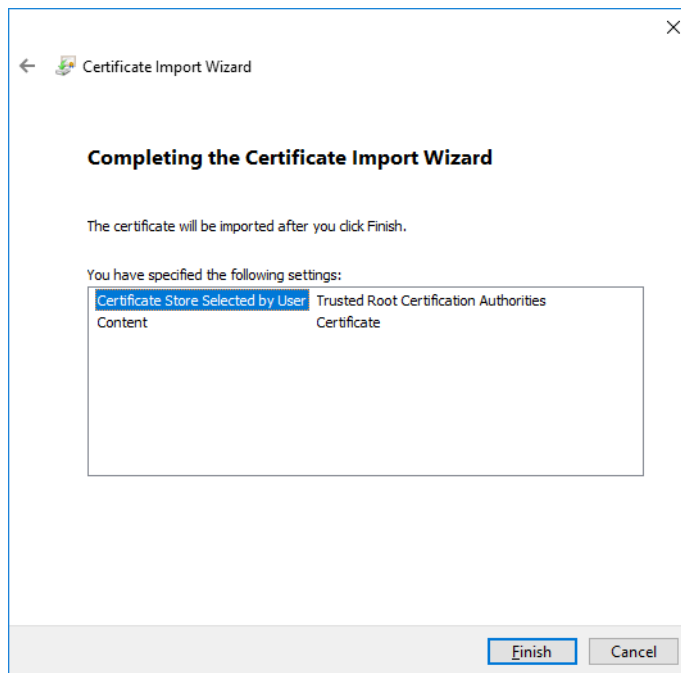 Certificate Import Wizard
Completing the Certificate Import Wizard
The certificate will be imported after you click Finish.
You have specified the following settings:
Certificate Store Selected by User Trusted Root Certification Authorities
Content Certificate
Finish Cancel